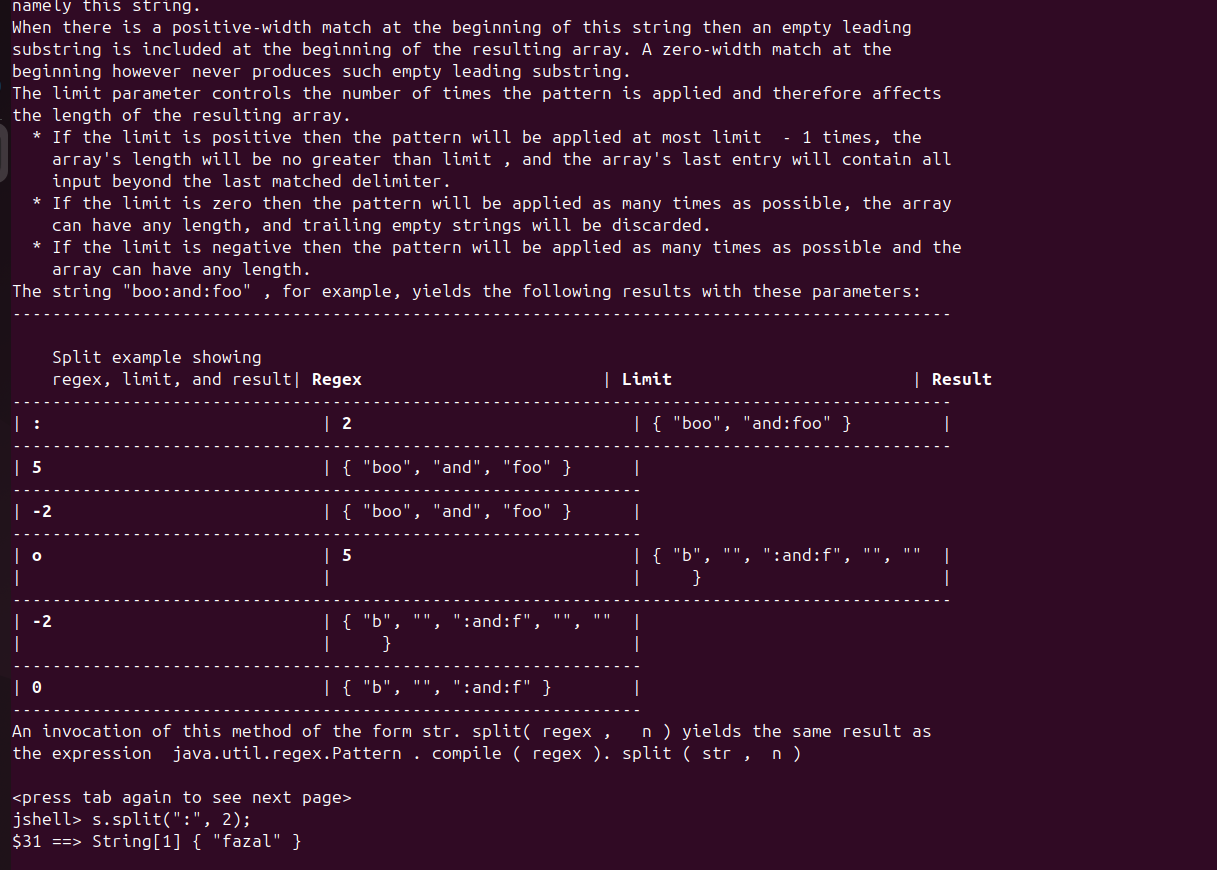 namely this string.
When there is a positive-width match at the beginning of this string then an empty leading
substring is included at the beginning of the resulting array. A zero-width match at the
beginning however never produces such empty leading substring.
The limit parameter controls the number of times the pattern is applied and therefore affects
the length of the resulting array.
  * If the limit is positive then the pattern will be applied at most limit  - 1 times, the
    array's length will be no greater than limit , and the array's last entry will contain all
    input beyond the last matched delimiter.
  * If the limit is zero then the pattern will be applied as many times as possible, the array
    can have any length, and trailing empty strings will be discarded.
  * If the limit is negative then the pattern will be applied as many times as possible and the
    array can have any length.
The string "boo:and:foo" , for example, yields the following results with these parameters:
----------------------------------------------------------------------------------------------
    Split example showing
    regex, limit, and result| Regex                        | Limit                        | Result
----------------------------------------------------------------------------------------------
| :                            | 2                            | { "boo", "and:foo" }         |
----------------------------------------------------------------------------------------------
| 5                            | { "boo", "and", "foo" }      |
---------------------------------------------------------------
| -2                           | { "boo", "and", "foo" }      |
---------------------------------------------------------------
| o                            | 5                            | { "b", "", ":and:f", "", ""  |
|                              |                              |     }                        |
----------------------------------------------------------------------------------------------
| -2                           | { "b", "", ":and:f", "", ""  |
|                              |     }                        |
---------------------------------------------------------------
| 0                            | { "b", "", ":and:f" }        |
---------------------------------------------------------------
An invocation of this method of the form str. split( regex ,   n ) yields the same result as
the expression  java.util.regex.Pattern . compile ( regex ). split ( str ,  n )
<press tab again to see next page>
jshell> s.split(":", 2);
$31 ==> String[1] { "fazal" }